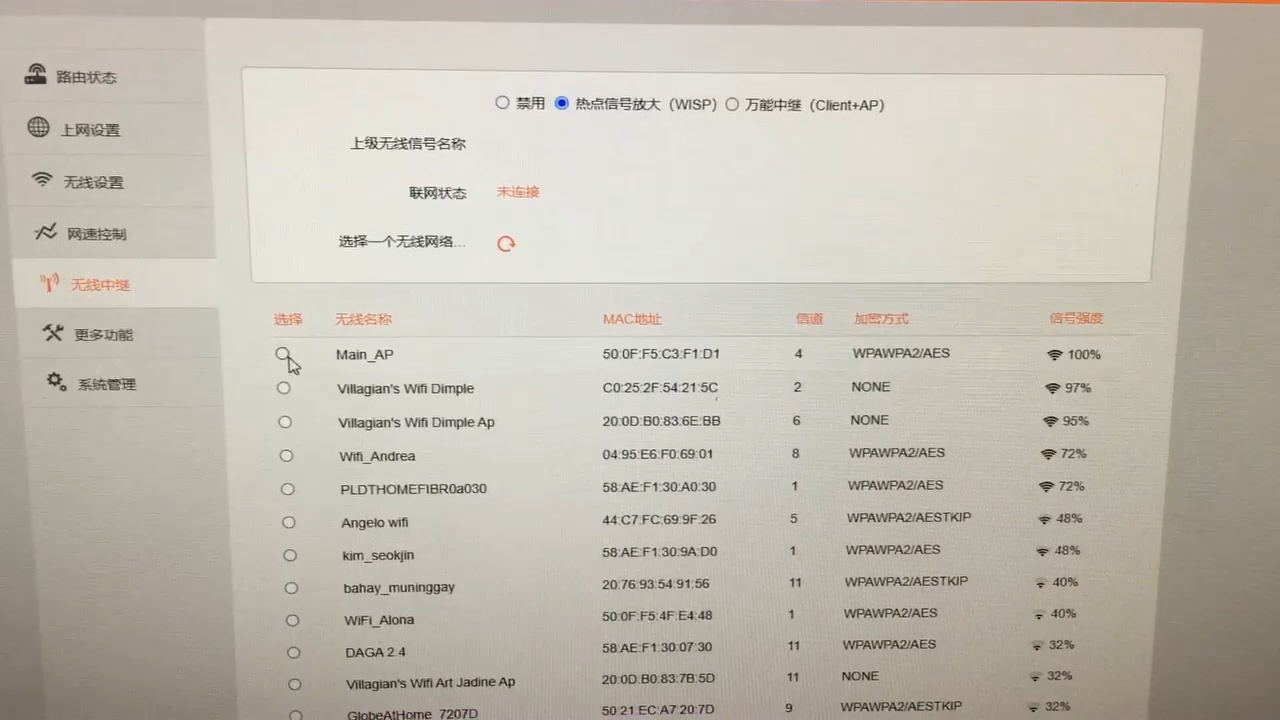 路由状态
上网设置
无线设置
网速控制
无线中继
更多功能
系统管理
禁用 热点信号放大 (WISP) 万能中继 (Client+AP)
上级无线信号名称
联网状态 未连接
选择一个无线网络...
选择 无线名称 MAC地址 信道 加密方式 信号强度
Main_AP 50:0F:F5:C3:F1:D1 4 WPAWPA2/AES 100%
Villagian's Wifi Dimple C0:25:2F:54:21:5C 2 NONE 97%
Villagian's Wifi Dimple Ap 20:0D:B0:83:6E:BB 6 NONE 95%
Wifi_Andrea 04:95:E6:F0:69:01 8 WPAWPA2/AES 72%
PLDTHOMEFIBR0a030 58:AE:F1:30:A0:30 1 WPAWPA2/AES 72%
Angelo wifi 44:C7:FC:69:9F:26 5 WPAWPA2/AESTKIP 48%
kim_seokjin 58:AE:F1:30:9A:D0 1 WPAWPA2/AES 48%
bahay_muninggay 20:76:93:54:91:56 11 WPAWPA2/AESTKIP 40%
WiFi_Alona 50:0F:F5:4F:E4:48 1 WPAWPA2/AES 40%
DAGA 2 4 58:AE:F1:30:07:30 11 WPAWPA2/AES 32%
Villagian's Wifi Art Jadine Ap 20:0D:B0:83:7B:5D 11 NONE 32%
GlobeAtHome_7207D 50:21:EC:A7:20:7D 9 WPAWPA2/AESTKIP 32%